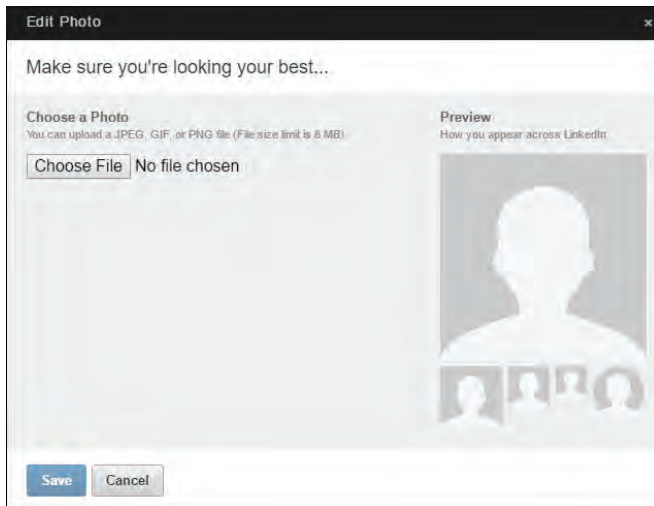 Edit Photo ×
Make sure you're looking your best...
Choose a Photo
You can upload a JPEG, GIF, or PNG file (File size limit is 8 MB)
Choose File No file chosen
Preview
How you appear across LinkedIn
Save Cancel